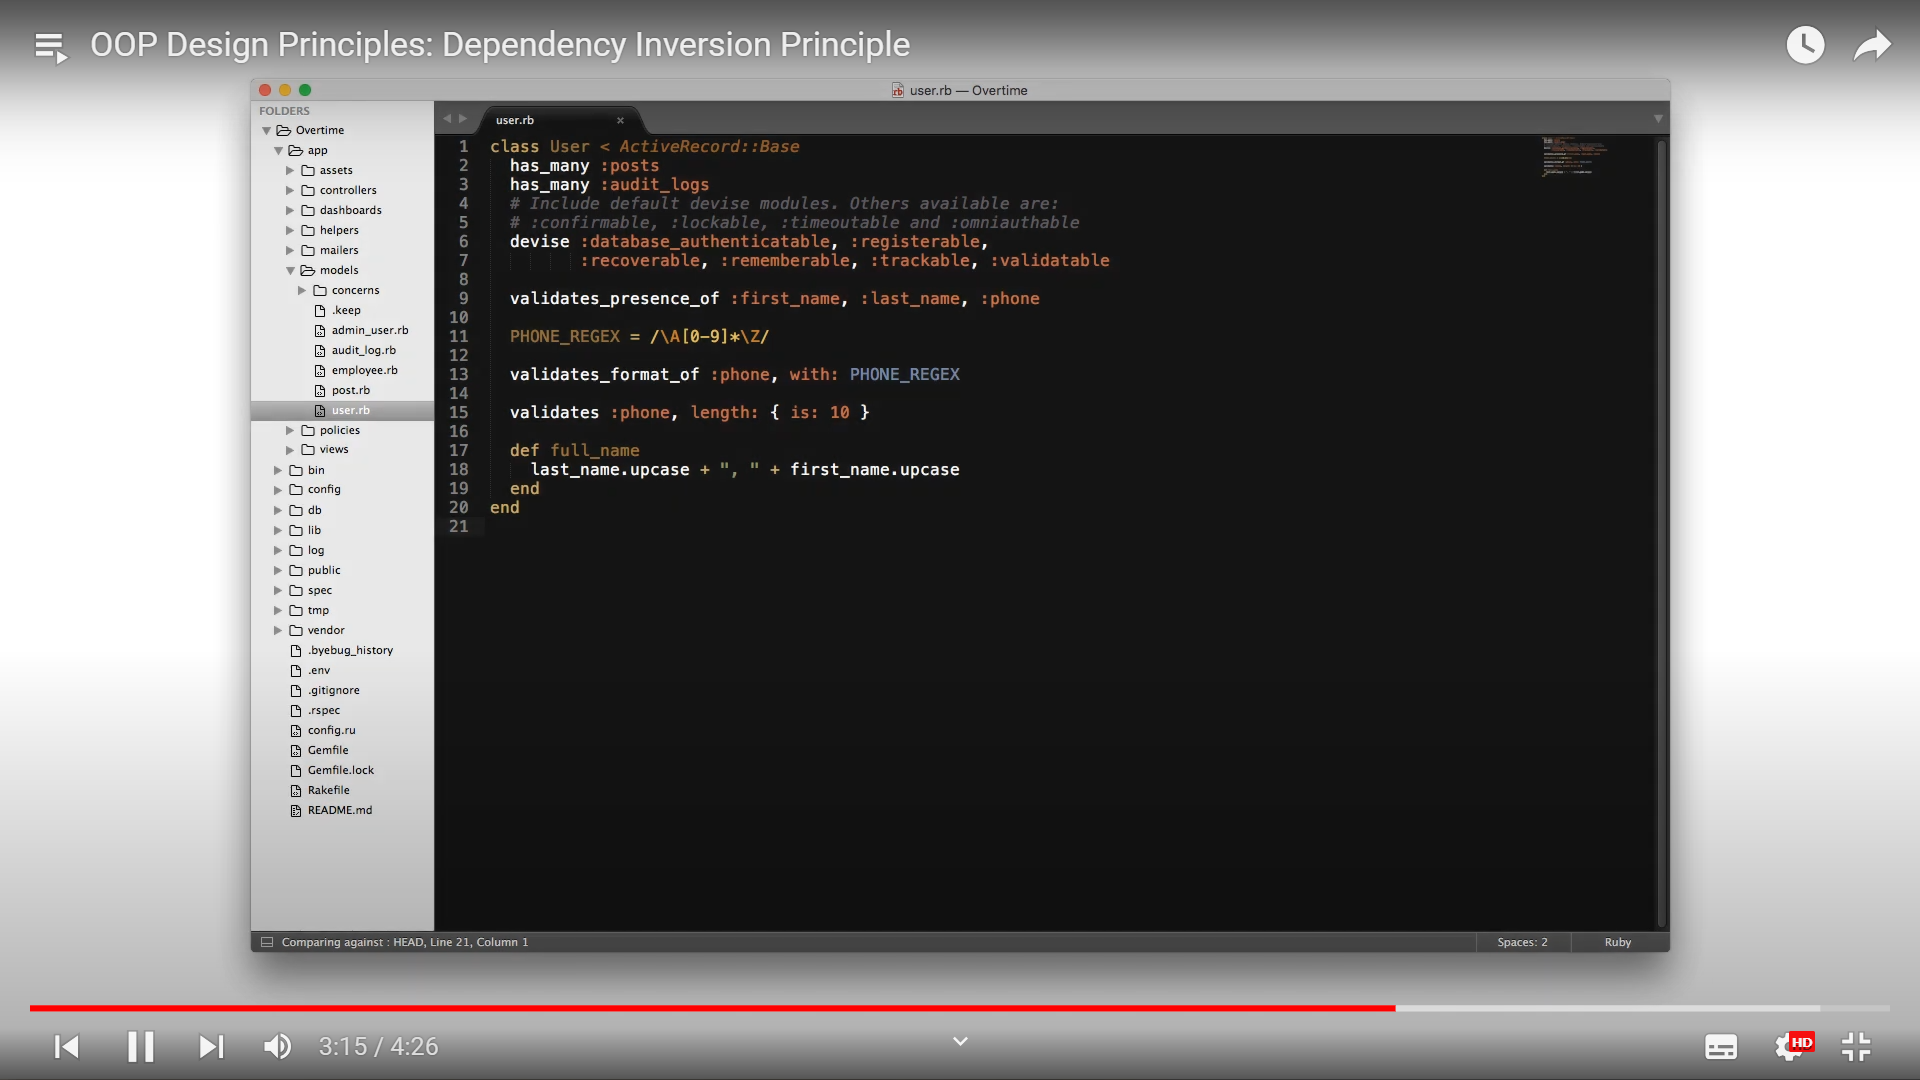 OOP Design Principles: Dependency Inversion Principle
user.rb — Overtime
FOLDERS
Overtime
app
assets
controllers
dashboards
helpers
mailers
models
concerns
.keep
admin_user.rb
audit_log.rb
employee.rb
post.rb
user.rb
policies
views
bin
config
db
lib
log
public
spec
tmp
vendor
.byebug_history
.env
.gitignore
.rspec
config.ru
Gemfile
Gemfile.lock
Rakefile
README.md
user.rb
1 class User < ActiveRecord::Base
2 has_many :posts
3 has_many :audit_logs
4 # Include default devise modules. Others available are:
5 # :confirmable, :lockable, :timeoutable and :omniauthable
6 devise :database_authenticatable, :registerable,
7 :recoverable, :rememberable, :trackable, :validatable
8
9 validates_presence_of :first_name, :last_name, :phone
10
11 PHONE_REGEX = /\A[0-9]*\Z/
12
13 validates_format_of :phone, with: PHONE_REGEX
14
15 validates :phone, length: { is: 10 }
16
17 def full_name
18 last_name.upcase + ", " + first_name.upcase
19 end
20 end
21
Comparing against : HEAD, Line 21, Column 1
Spaces: 2
Ruby
3:15 / 4:26
HD